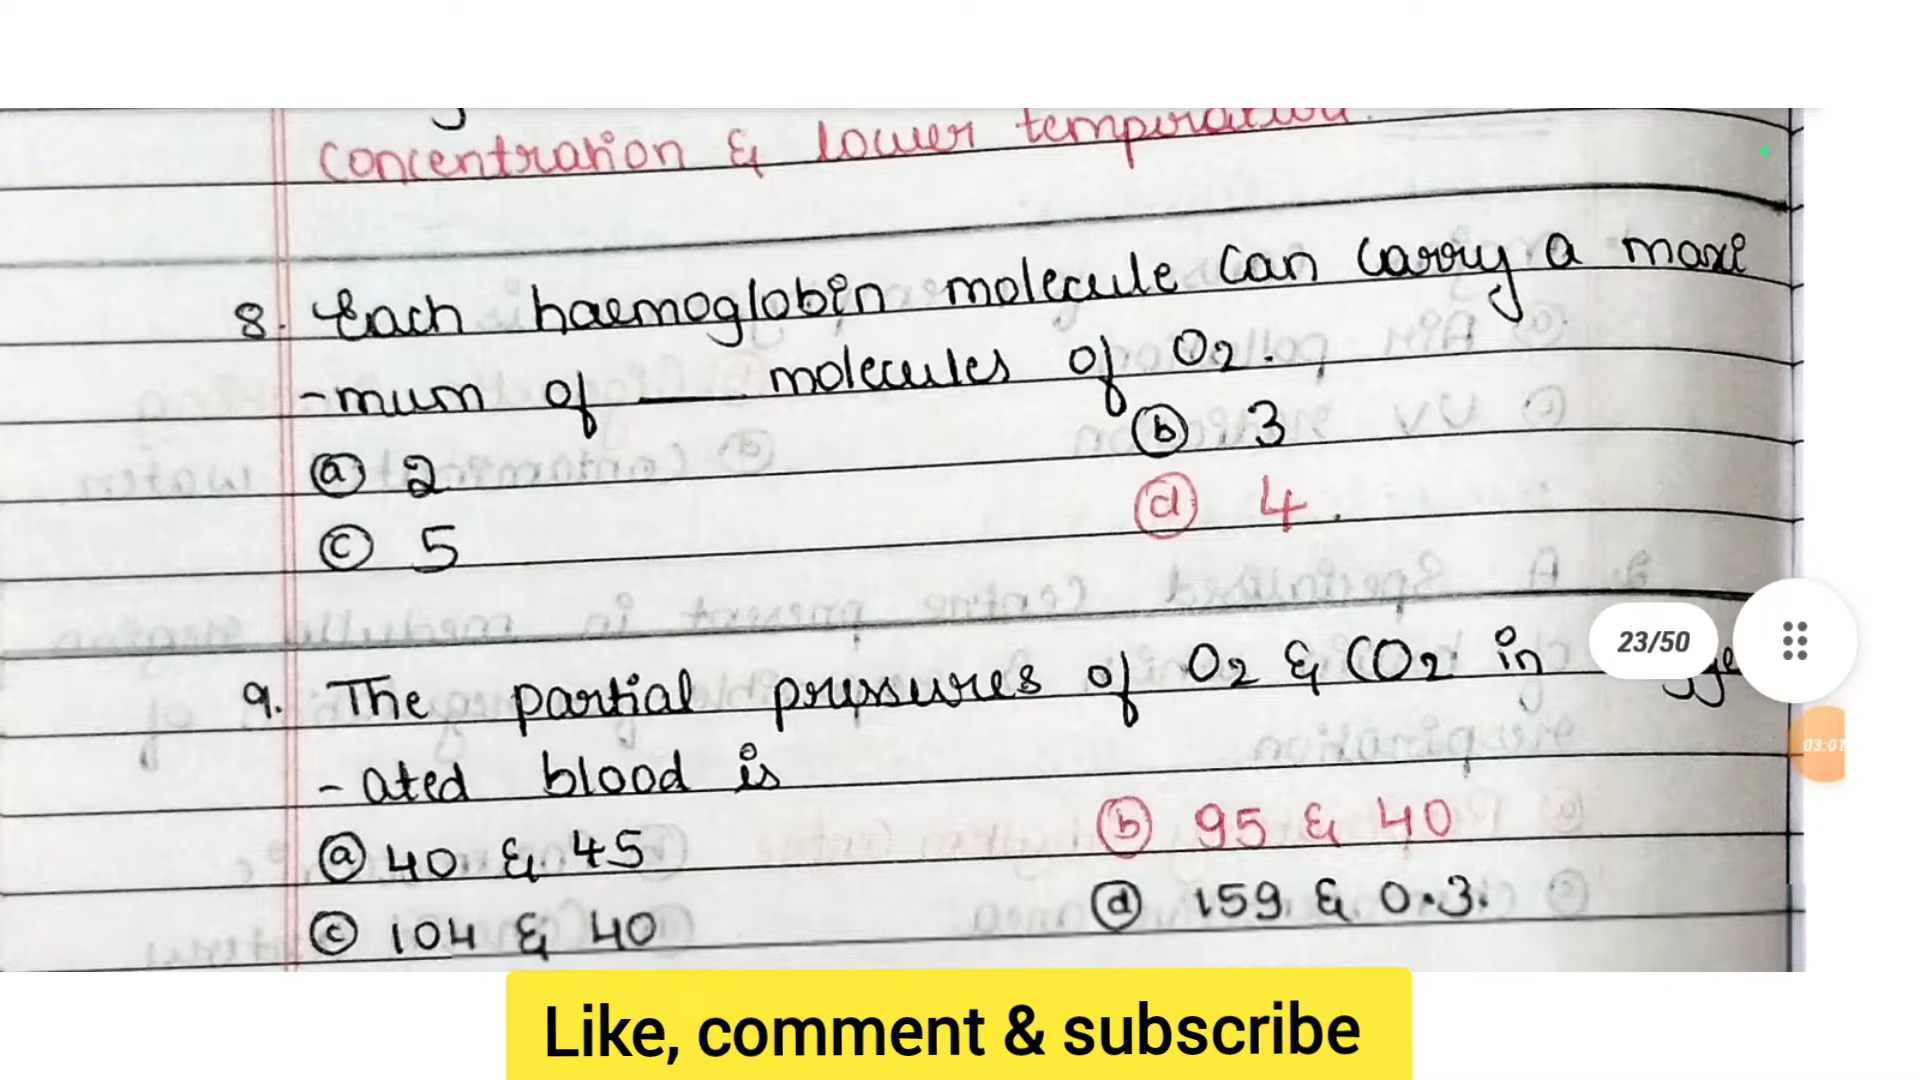 concentration & lower temperature.
8. Each haemoglobin molecule can carry a maxi
-mum of ___ molecules of O2.
(a) 2
(b) 3
(c) 5
(d) 4.
9. The partial pressures of O2 & CO2 in
-ated blood is
(a) 40 & 45
(b) 95 & 40
(c) 104 & 40
(d) 159 & 0.3.
23/50
03:01
Like, comment & subscribe